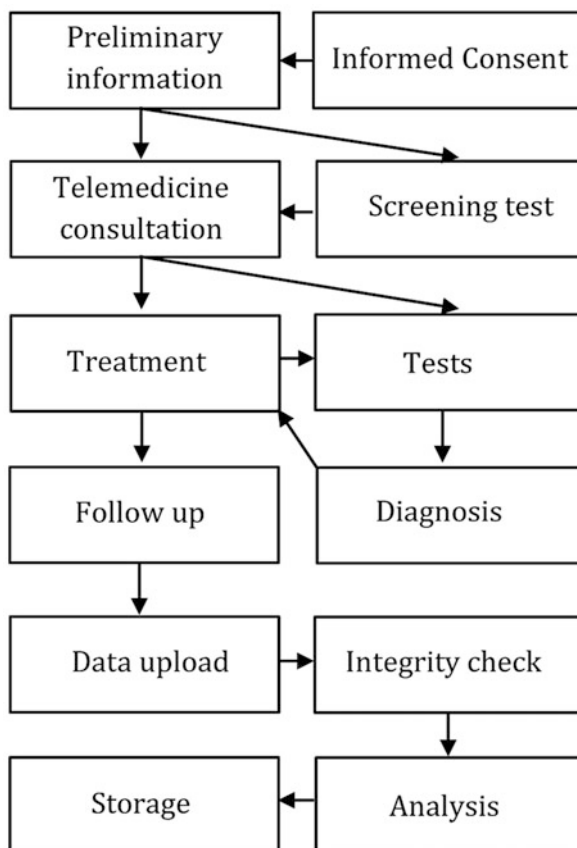 Preliminary
information
Informed Consent
Telemedicine
consultation
Screening test
Treatment
Tests
Follow up
Diagnosis
Data upload
Integrity check
Storage
Analysis